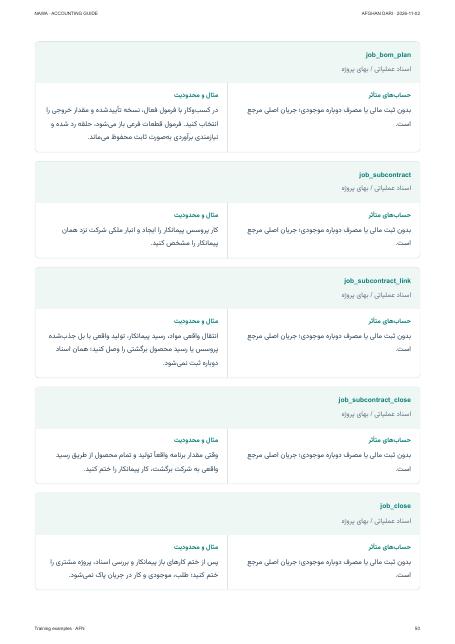 NAWA · ACCOUNTING GUIDE
AFGHAN DARI · 2026-11-02
job_bom_plan
اسناد عملیاتی / بهای پروژه
حساب‌های متأثر
بدون ثبت مالی یا مصرف دوباره موجودی؛ جریان اصلی مرجع
است.
مثال و محدودیت
در کسب‌وکار با فرمول فعال، نسخه تأییدشده و مقدار خروجی را
انتخاب کنید. فرمول قطعات فرعی باز می‌شود، حلقه رد شده و
نیازمندی برآوردی به‌صورت ثابت محفوظ می‌ماند.
job_subcontract
اسناد عملیاتی / بهای پروژه
حساب‌های متأثر
بدون ثبت مالی یا مصرف دوباره موجودی؛ جریان اصلی مرجع
است.
مثال و محدودیت
کار پروسس پیمانکار را ایجاد و انبار ملکی شرکت نزد همان
پیمانکار را مشخص کنید.
job_subcontract_link
اسناد عملیاتی / بهای پروژه
حساب‌های متأثر
بدون ثبت مالی یا مصرف دوباره موجودی؛ جریان اصلی مرجع
است.
مثال و محدودیت
انتقال واقعی مواد، رسید پیمانکار، تولید واقعی با بل جذب‌شده
پروسس یا رسید محصول برگشتی را وصل کنید؛ همان اسناد
دوباره ثبت نمی‌شود.
job_subcontract_close
اسناد عملیاتی / بهای پروژه
حساب‌های متأثر
بدون ثبت مالی یا مصرف دوباره موجودی؛ جریان اصلی مرجع
است.
مثال و محدودیت
وقتی مقدار برنامه واقعاً تولید و تمام محصول از طریق رسید
واقعی به شرکت برگشت، کار پیمانکار را ختم کنید.
job_close
اسناد عملیاتی / بهای پروژه
حساب‌های متأثر
بدون ثبت مالی یا مصرف دوباره موجودی؛ جریان اصلی مرجع
است.
مثال و محدودیت
پس از ختم کارهای باز پیمانکار و بررسی اسناد، پروژه مشتری را
ختم کنید؛ طلب، موجودی و کار در جریان پاک نمی‌شود.
Training examples · AFN
50